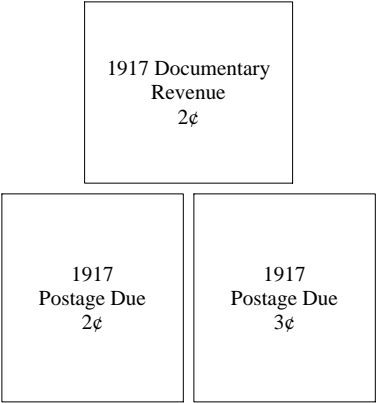 1917 Documentary
Revenue
2¢
1917
Postage Due
2¢
1917
Postage Due
3¢